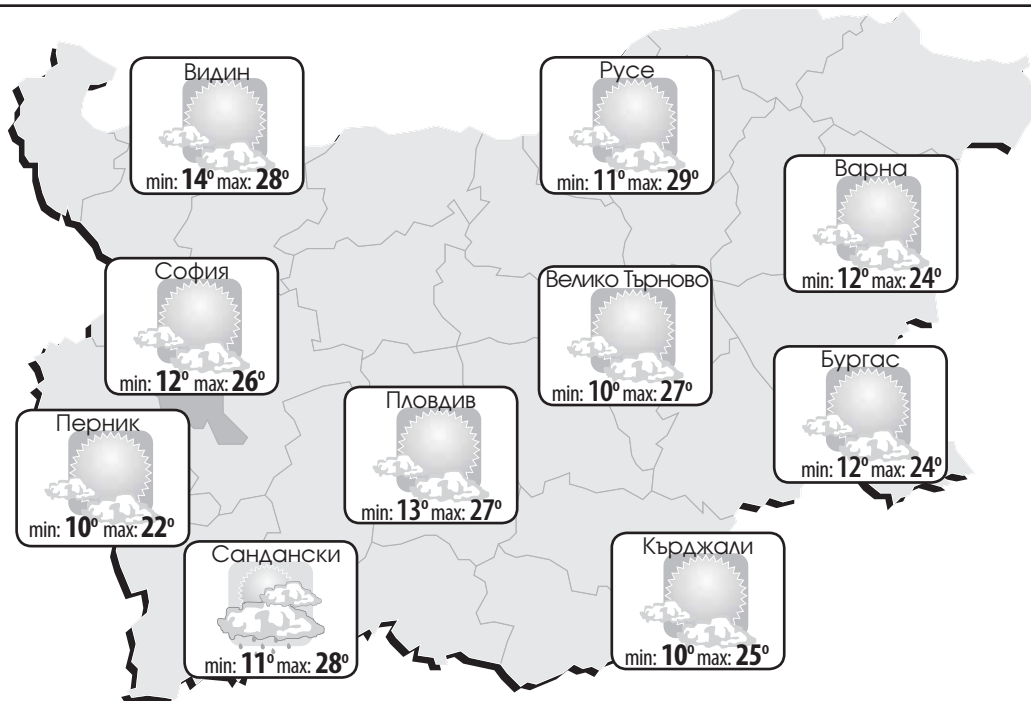 Видин
min: 14° max: 28°
Русе
min: 11° max: 29°
Варна
min: 12° max: 24°
София
min: 12° max: 26°
Велико Търново
min: 10° max: 27°
Бургас
min: 12° max: 24°
Пловдив
min: 13° max: 27°
Перник
min: 10° max: 22°
Сандански
min: 11° max: 28°
Кърджали
min: 10° max: 25°